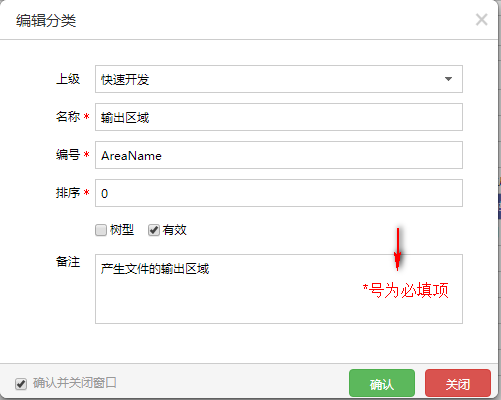 编辑分类 ×
上级 快速开发
名称 * 输出区域
编号 * AreaName
排序 * 0
树型 有效
备注 产生文件的输出区域
*号为必填项
确认并关闭窗口 确认 关闭